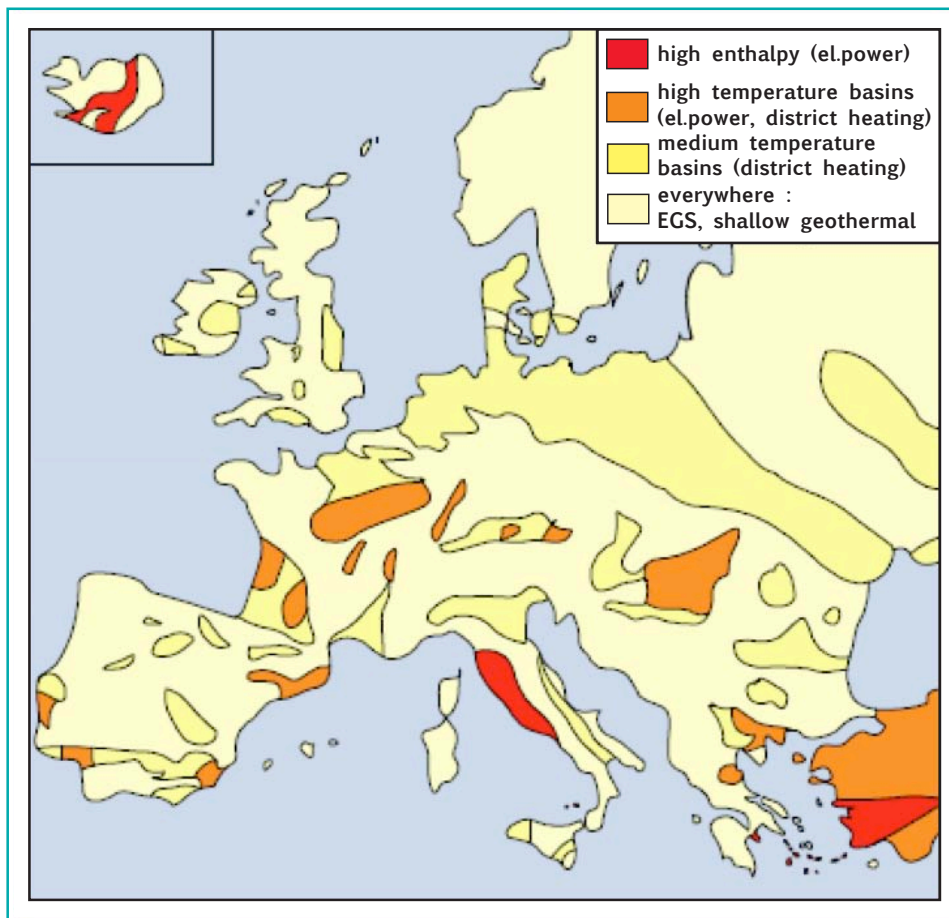 high enthalpy (el.power)
high temperature basins
(el.power, district heating)
medium temperature
basins (district heating)
everywhere :
EGS, shallow geothermal